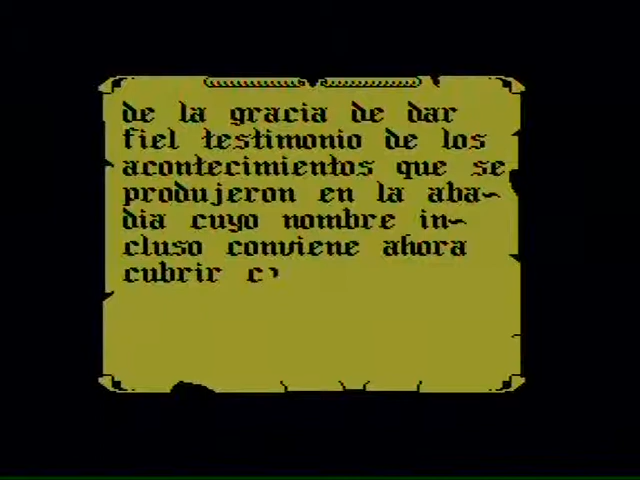 de la gracia de dar
fiel testimonio de los
acontecimientos que se
produjeron en la aba~
dia cuyo nombre in~
cluso conviene ahora
cubrir c